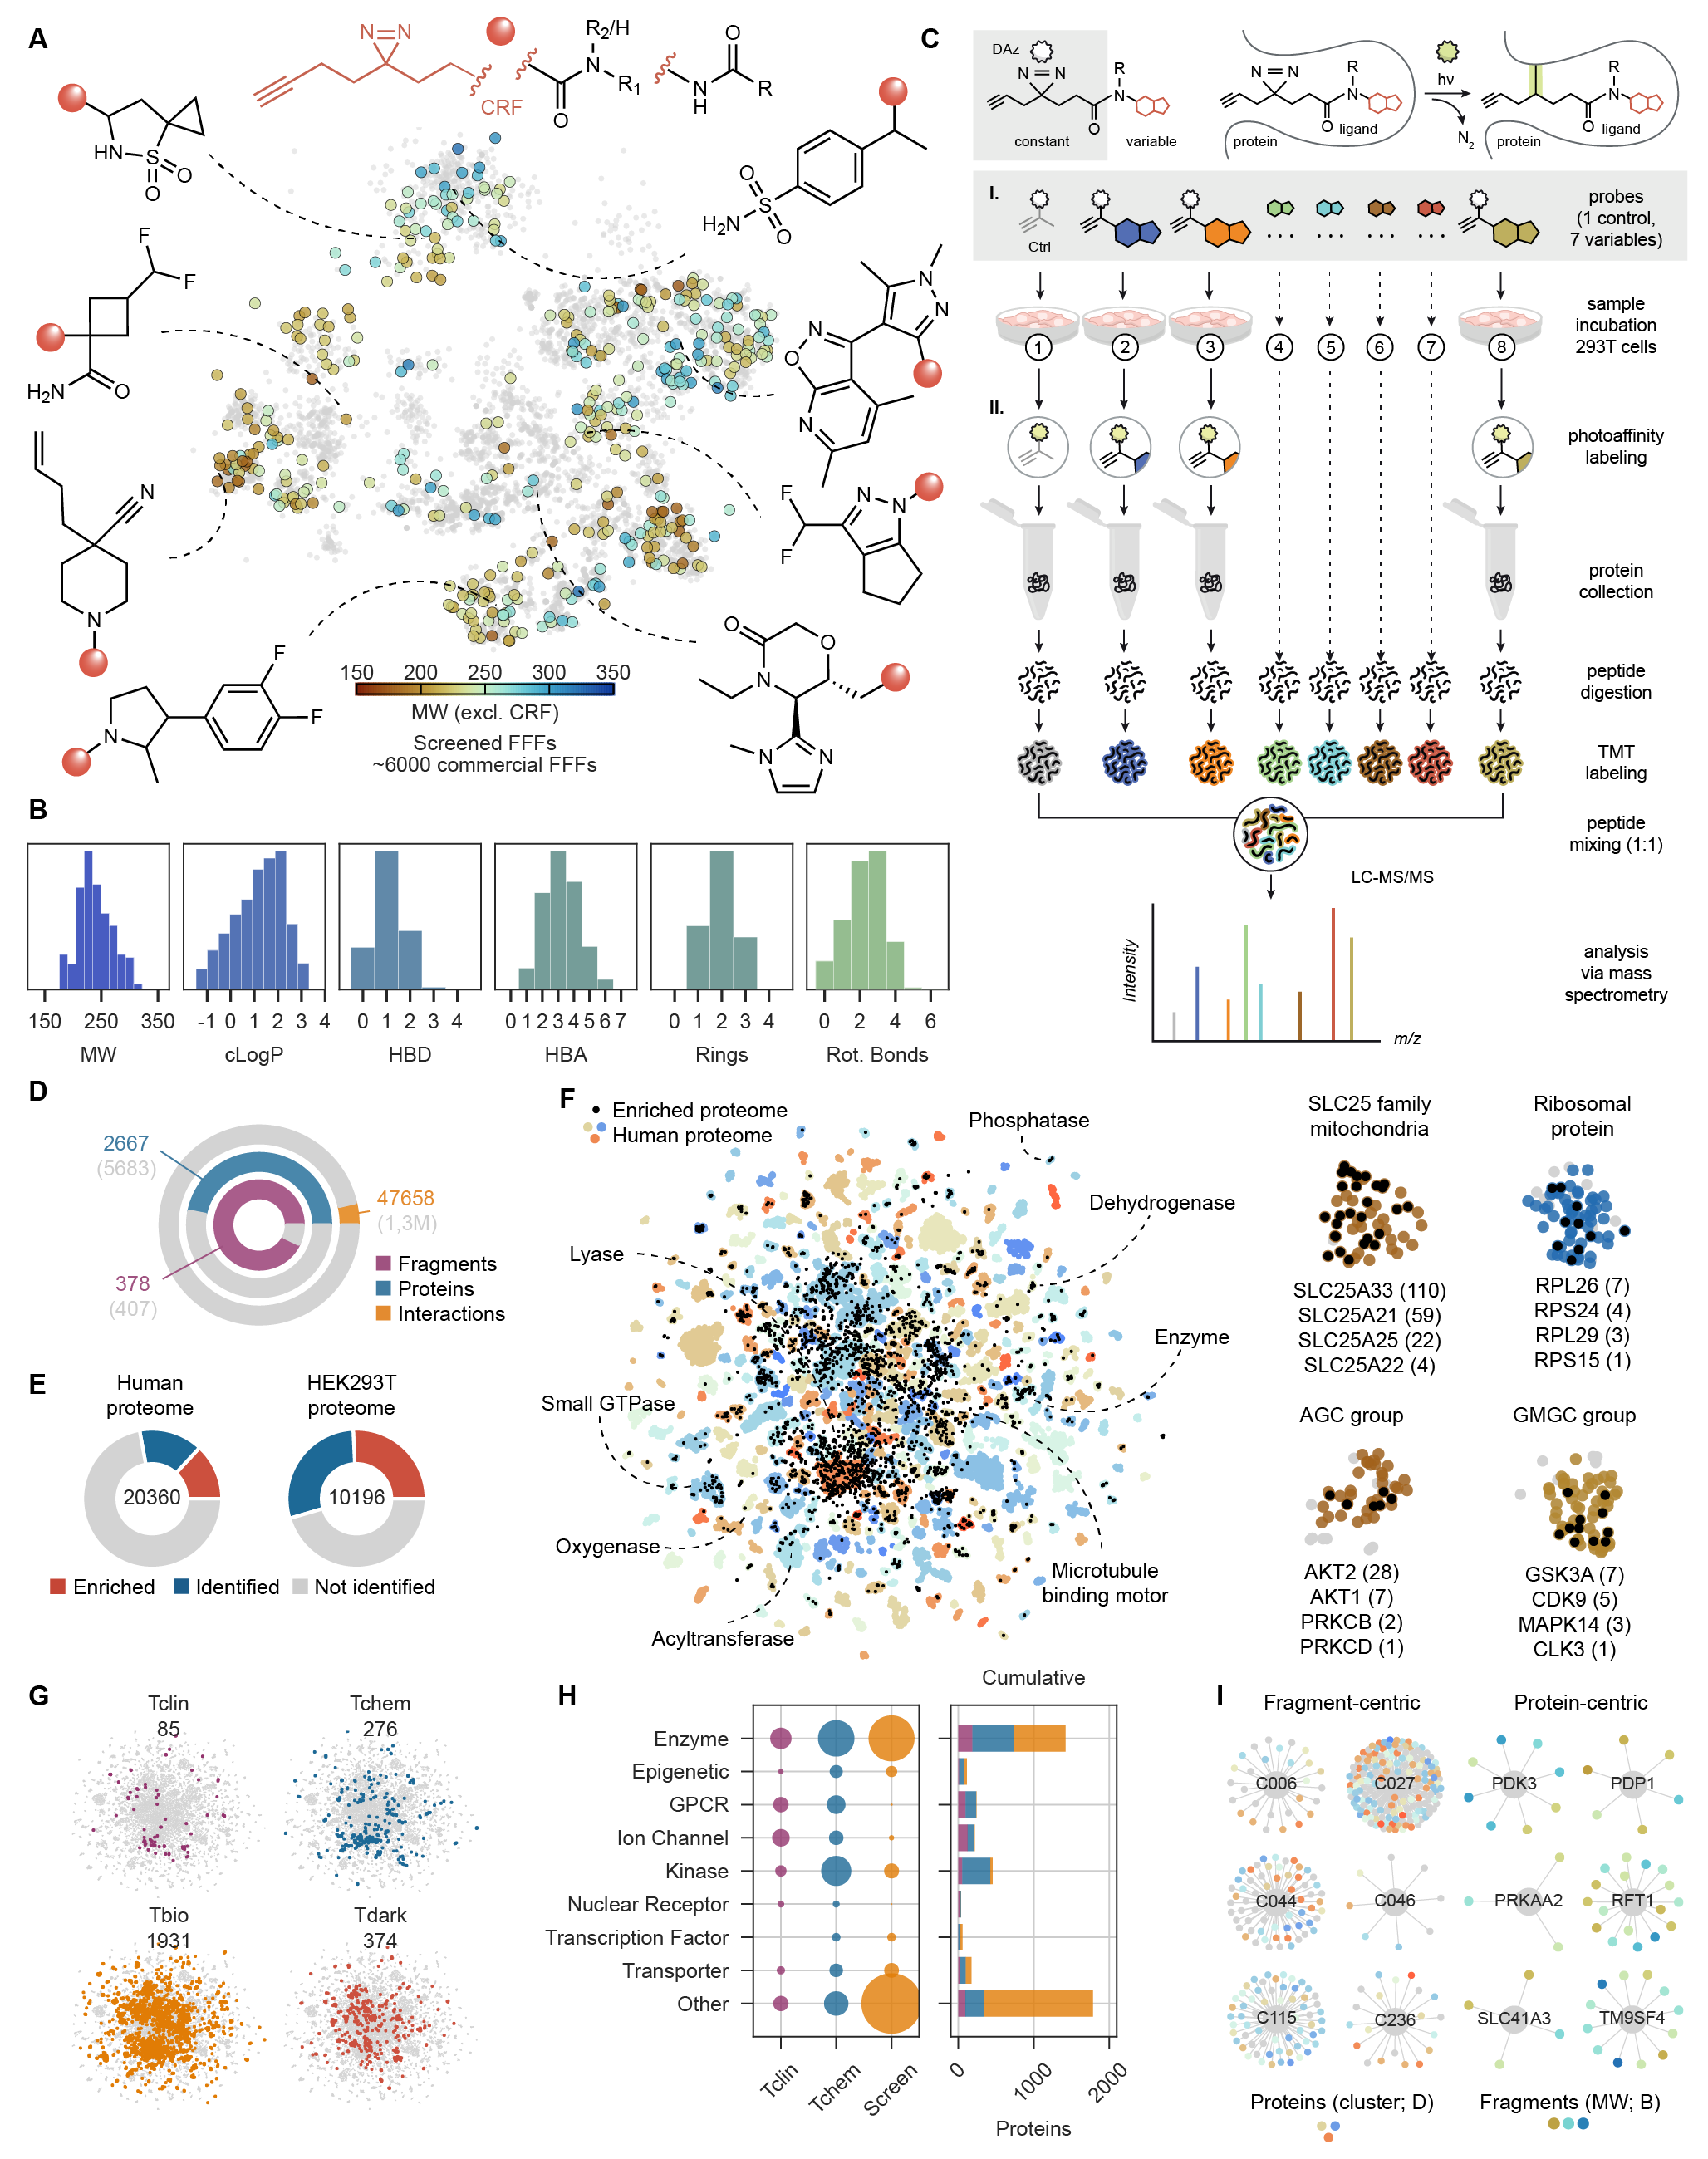 A
N=N
CRF
O
N
R2/H
R1
N
H
O
R
HN
S
O
O
O
S
O
H2N
F
F
H2N
O
N
N
O
N
N
N
N
F
F
N
N
N
N
F
F
O
O
N
N
N
150 200 250 300 350
MW (excl. CRF)
Screened FFFs
~6000 commercial FFFs
B
150 250 350
MW
-1 0 1 2 3 4
cLogP
0 1 2 3 4
HBD
0 1 2 3 4 5 6 7
HBA
0 1 2 3 4
Rings
0 2 4 6
Rot. Bonds
C
DAz
N=N
R
N
O
constant
variable
N=N
R
N
O
ligand
protein
hν
N2
R
N
O
ligand
protein
I.
Ctrl
probes
(1 control,
7 variables)
sample
incubation
293T cells
1 2 3 4 5 6 7 8
II.
photoaffinity
labeling
protein
collection
peptide
digestion
TMT
labeling
peptide
mixing (1:1)
LC-MS/MS
Intensity
m/z
analysis
via mass
spectrometry
D
2667
(5683)
47658
(1,3M)
378
(407)
Fragments
Proteins
Interactions
E
Human
proteome
20360
HEK293T
proteome
10196
Enriched
Identified
Not identified
F
Enriched proteome
Human proteome
Phosphatase
Dehydrogenase
Lyase
Enzyme
Small GTPase
Oxygenase
Microtubule
binding motor
Acyltransferase
SLC25 family
mitochondria
SLC25A33 (110)
SLC25A21 (59)
SLC25A25 (22)
SLC25A22 (4)
Ribosomal
protein
RPL26 (7)
RPS24 (4)
RPL29 (3)
RPS15 (1)
AGC group
AKT2 (28)
AKT1 (7)
PRKCB (2)
PRKCD (1)
GMGC group
GSK3A (7)
CDK9 (5)
MAPK14 (3)
CLK3 (1)
G
Tclin
85
Tchem
276
Tbio
1931
Tdark
374
H
Cumulative
Enzyme
Epigenetic
GPCR
Ion Channel
Kinase
Nuclear Receptor
Transcription Factor
Transporter
Other
Tclin
Tchem
Screen
0
1000
2000
Proteins
I
Fragment-centric
Protein-centric
C006
C027
PDK3
PDP1
C044
C046
PRKAA2
RFT1
C115
C236
SLC41A3
TM9SF4
Proteins (cluster; D)
Fragments (MW; B)